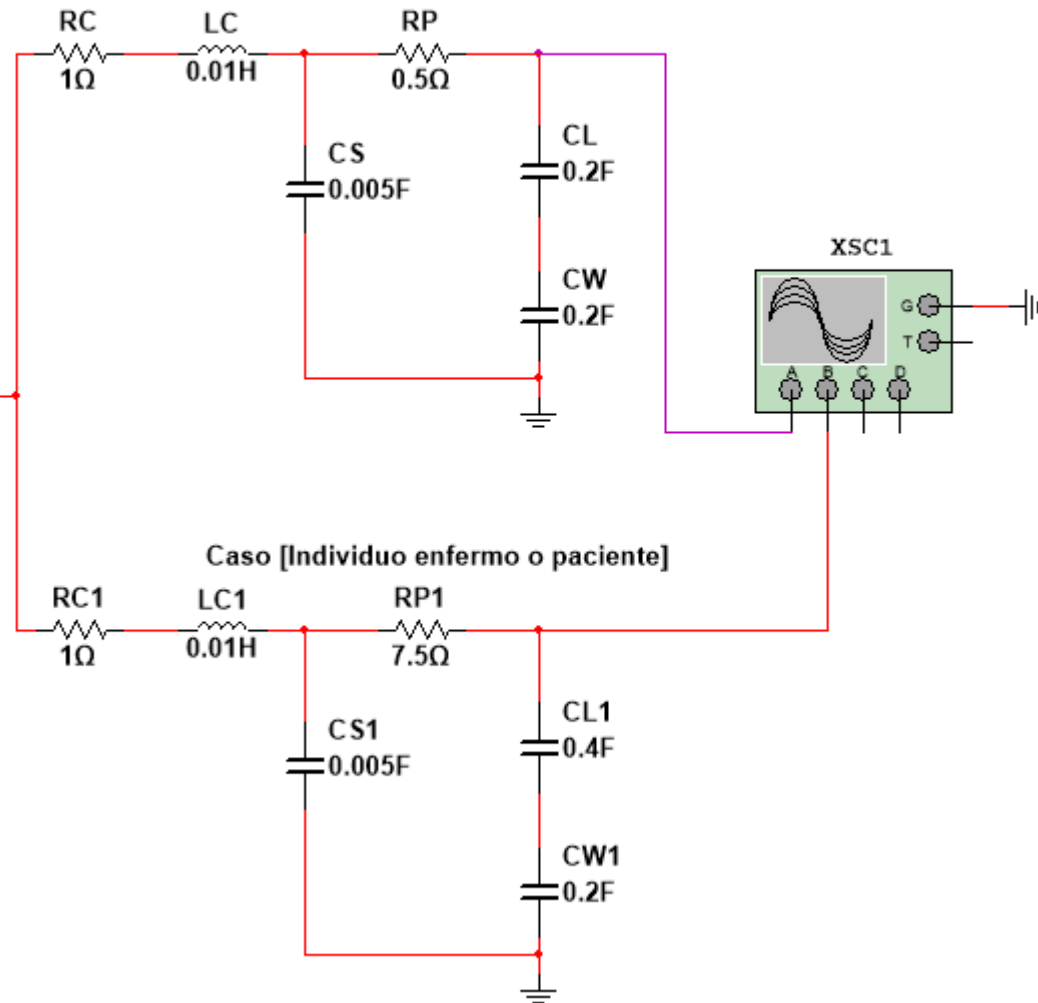 RC
LC
RP
1Ω
0.01H
0.5Ω
CS
0.005F
CL
0.2F
CW
0.2F
XSC1
G
T
A B C D
Caso [Individuo enfermo o paciente]
RC1
LC1
RP1
1Ω
0.01H
7.5Ω
CS1
0.005F
CL1
0.4F
CW1
0.2F